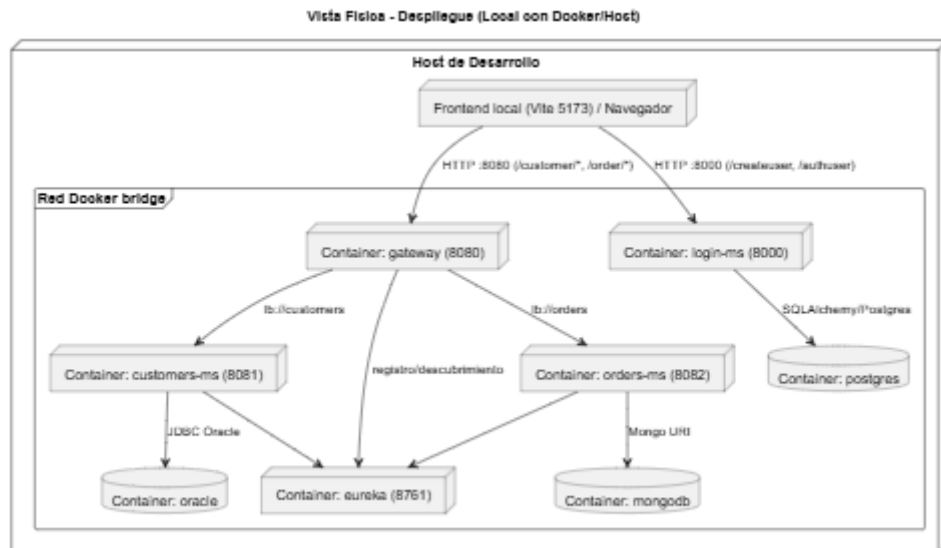 Vista Física - Despliegue (Local con Docker/Host)
Host de Desarrollo
Frontend local (Vite 5173) / Navegador
HTTP :8080 (/customer/*, /order/*)
HTTP :8000 (/createuser, /authuser)
Red Docker bridge
Container: gateway (8080)
Container: login-ms (8000)
lb://customers
lb://orders
SQLAlchemy/Postgres
Container: customers-ms (8081)
registro/descubrimiento
Container: orders-ms (8082)
Container: postgres
JDBC Oracle
Mongo URI
Container: oracle
Container: eureka (8761)
Container: mongodb